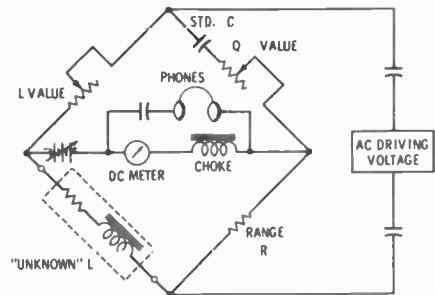 STD. C
Q VALUE
PHONES
L VALUE
DC METER
CHOKE
AC DRIVING
VOLTAGE
RANGE
R
"UNKNOWN" L